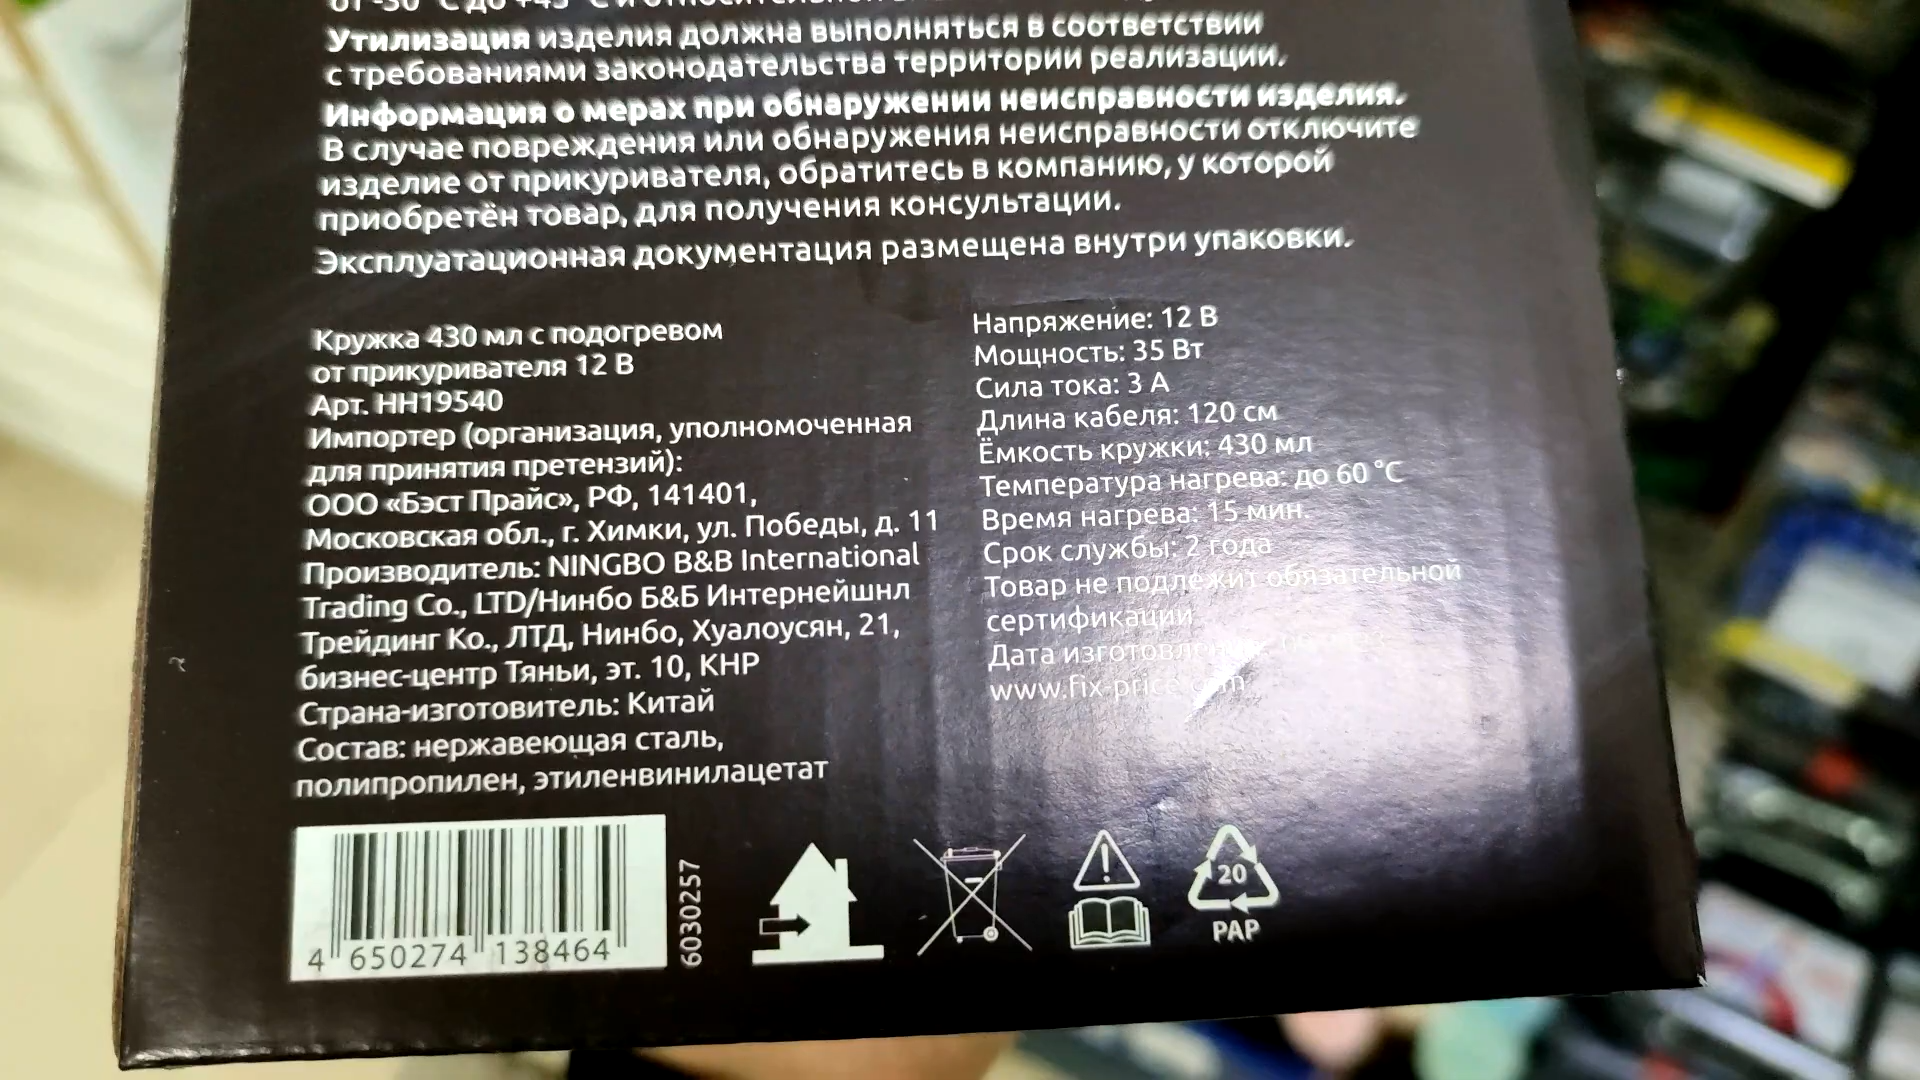 от -30 °С до +45 °С и относительной
Утилизация изделия должна выполняться в соответствии
с требованиями законодательства территории реализации.
Информация о мерах при обнаружении неисправности изделия.
В случае повреждения или обнаружения неисправности отключите
изделие от прикуривателя, обратитесь в компанию, у которой
приобретён товар, для получения консультации.
Эксплуатационная документация размещена внутри упаковки.
Кружка 430 мл с подогревом
от прикуривателя 12 В
Арт. HH19540
Импортер (организация, уполномоченная
для принятия претензий):
ООО «Бэст Прайс», РФ, 141401,
Московская обл., г. Химки, ул. Победы, д. 11
Производитель: NINGBO B&B International
Trading Co., LTD/Нинбо Б&Б Интернейшнл
Трейдинг Ко., ЛТД, Нинбо, Хуалоусян, 21,
бизнес-центр Тяньи, эт. 10, КНР
Страна-изготовитель: Китай
Состав: нержавеющая сталь,
полипропилен, этиленвинилацетат
Напряжение: 12 В
Мощность: 35 Вт
Сила тока: 3 А
Длина кабеля: 120 см
Ёмкость кружки: 430 мл
Температура нагрева: до 60 °С
Время нагрева: 15 мин.
Срок службы: 2 года
Товар не подлежит обязательной
сертификации
Дата
www.fix-price.com
4 650274 138464
6030257
20
PAP